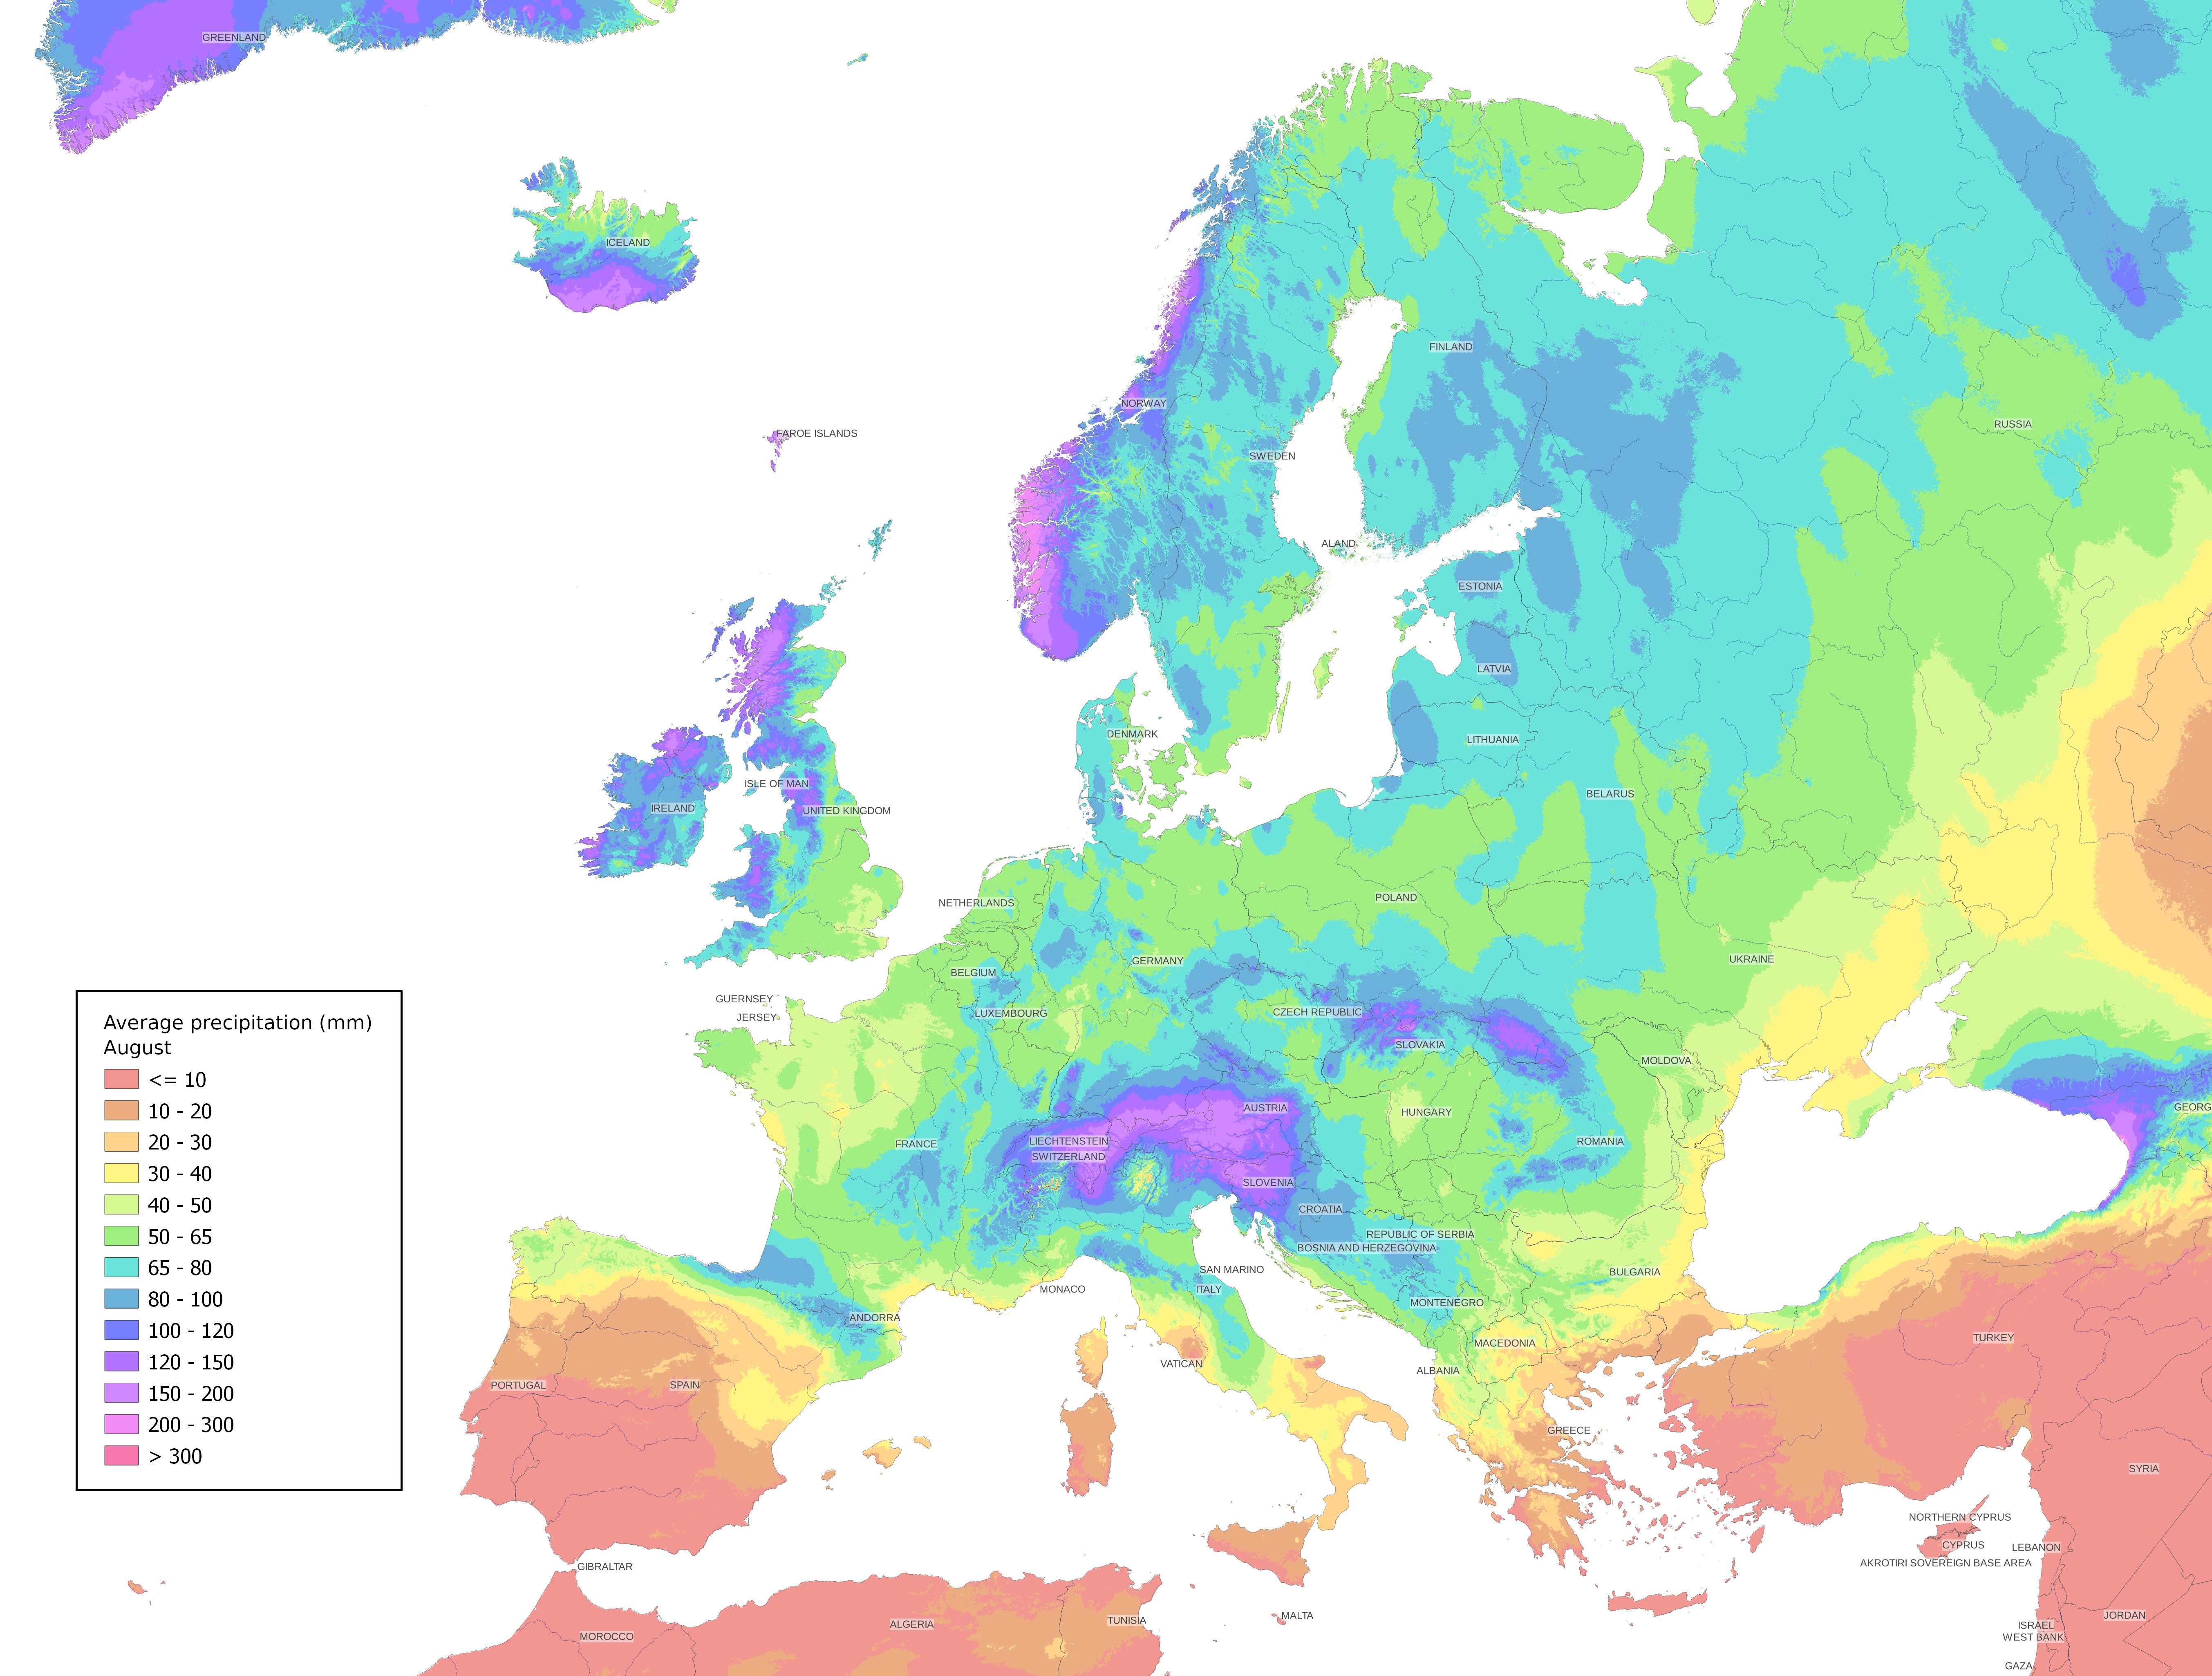 GREENLAND
ICELAND
FAROE ISLANDS
NORWAY
FINLAND
RUSSIA
SWEDEN
ALAND
ESTONIA
LATVIA
DENMARK
LITHUANIA
ISLE OF MAN
BELARUS
IRELAND
UNITED KINGDOM
POLAND
NETHERLANDS
UKRAINE
GERMANY
BELGIUM
GUERNSEY
LUXEMBOURG
CZECH REPUBLIC
JERSEY
SLOVAKIA
MOLDOVA
AUSTRIA
HUNGARY
GEORG
FRANCE
LIECHTENSTEIN
ROMANIA
SWITZERLAND
SLOVENIA
CROATIA
REPUBLIC OF SERBIA
BOSNIA AND HERZEGOVINA
SAN MARINO
BULGARIA
MONACO
ITALY
MONTENEGRO
ANDORRA
TURKEY
MACEDONIA
VATICAN
ALBANIA
PORTUGAL
SPAIN
GREECE
SYRIA
NORTHERN CYPRUS
CYPRUS
LEBANON
AKROTIRI SOVEREIGN BASE AREA
GIBRALTAR
MALTA
JORDAN
TUNISIA
ALGERIA
ISRAEL
MOROCCO
WEST BANK
GAZA
Average precipitation (mm)
August
<= 10
10 - 20
20 - 30
30 - 40
40 - 50
50 - 65
65 - 80
80 - 100
100 - 120
120 - 150
150 - 200
200 - 300
> 300